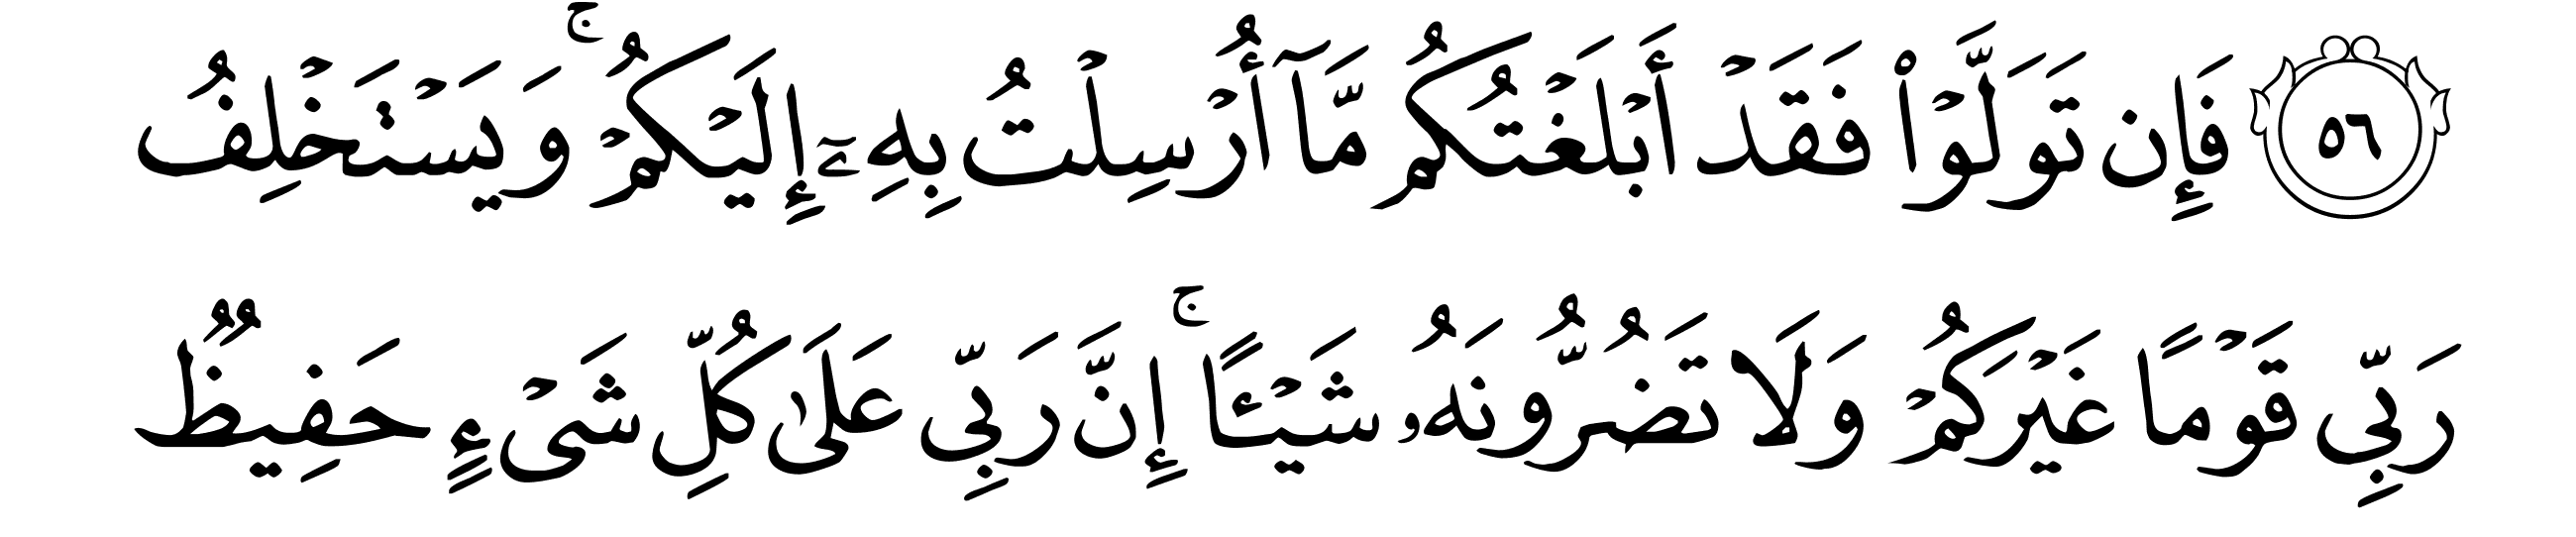 ٥٦ فَإِن تَوَلَّوۡاْ فَقَدۡ أَبۡلَغۡتُكُم مَّآ أُرۡسِلۡتُ بِهِۦٓ إِلَيۡكُمۡۚ وَيَسۡتَخۡلِفُ
رَبِّي قَوۡمًا غَيۡرَكُمۡ وَلَا تَضُرُّونَهُۥ شَيۡـًٔاۚ إِنَّ رَبِّي عَلَىٰ كُلِّ شَيۡءٍ حَفِيظٞ